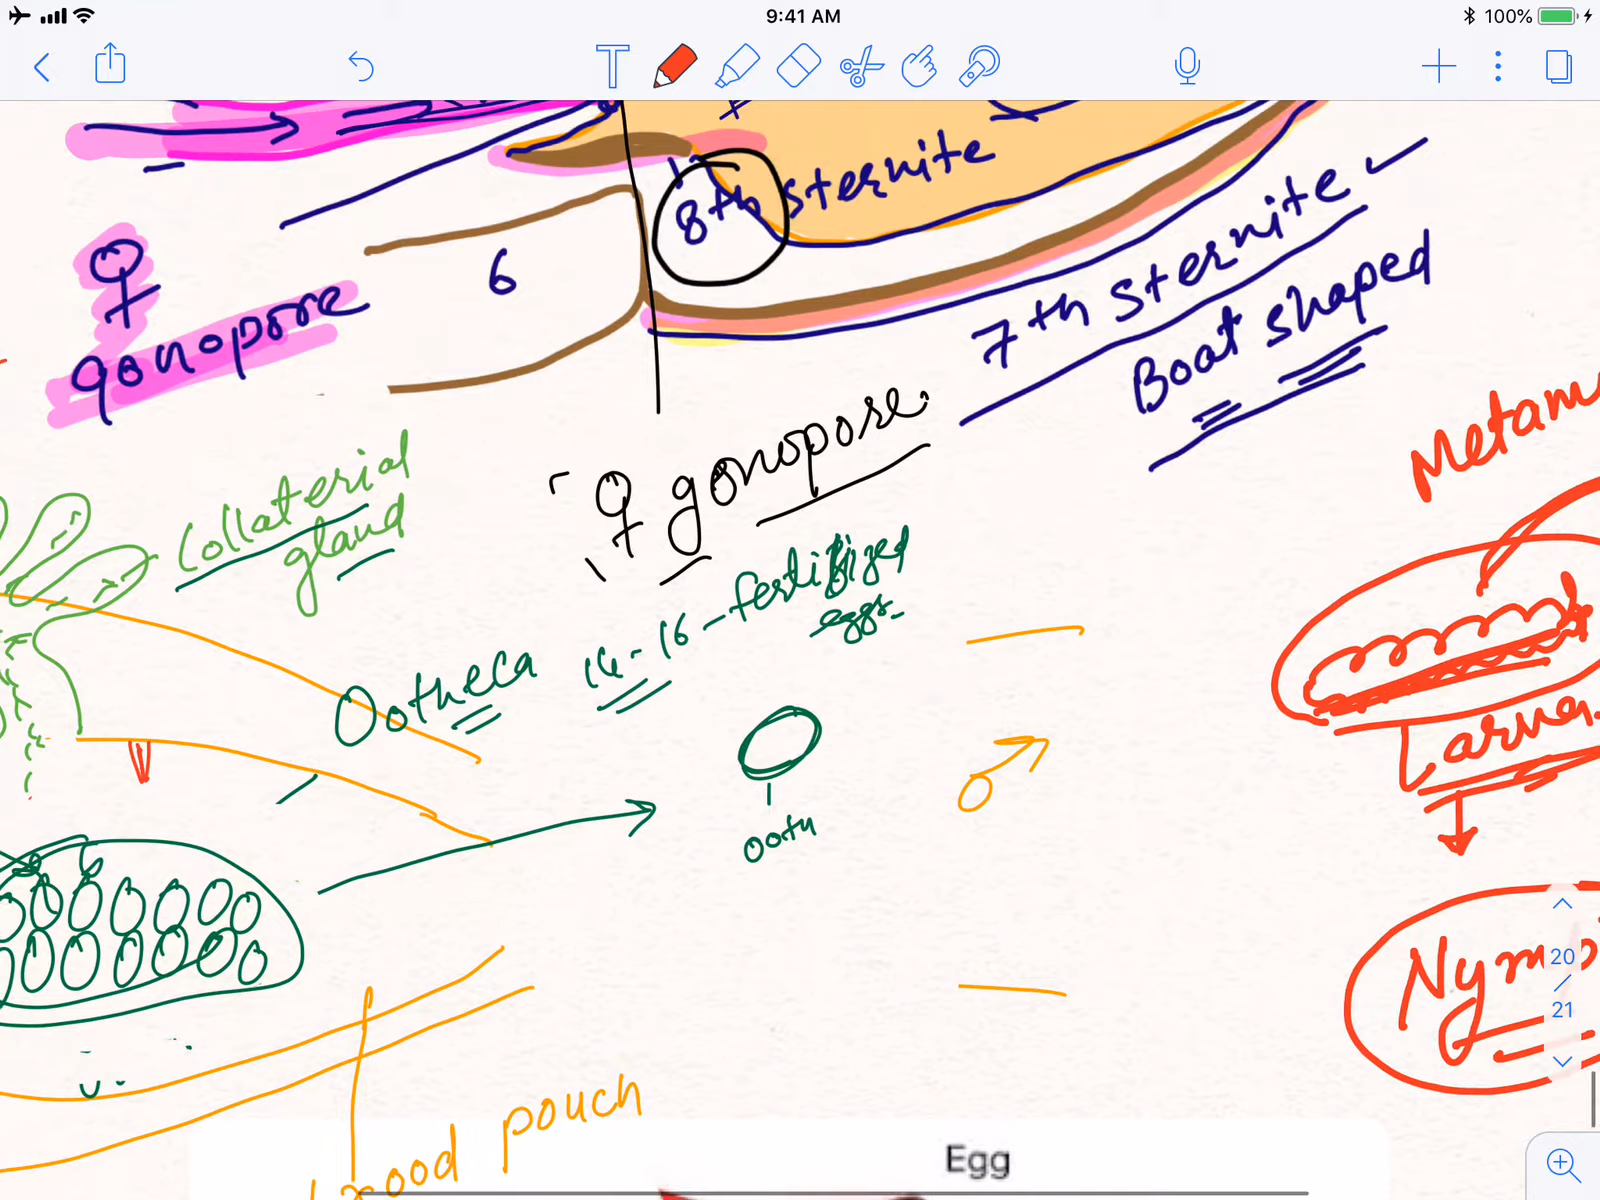 9:41 AM
100%
T
8th sternite
6
7th sternite
Boat shaped
gonopore
gonopore
Metam
Collaterial
gland
14-16-fertilized
eggs
Ootheca
Larva
ooth
20
/
21
Nym
pouch
Egg